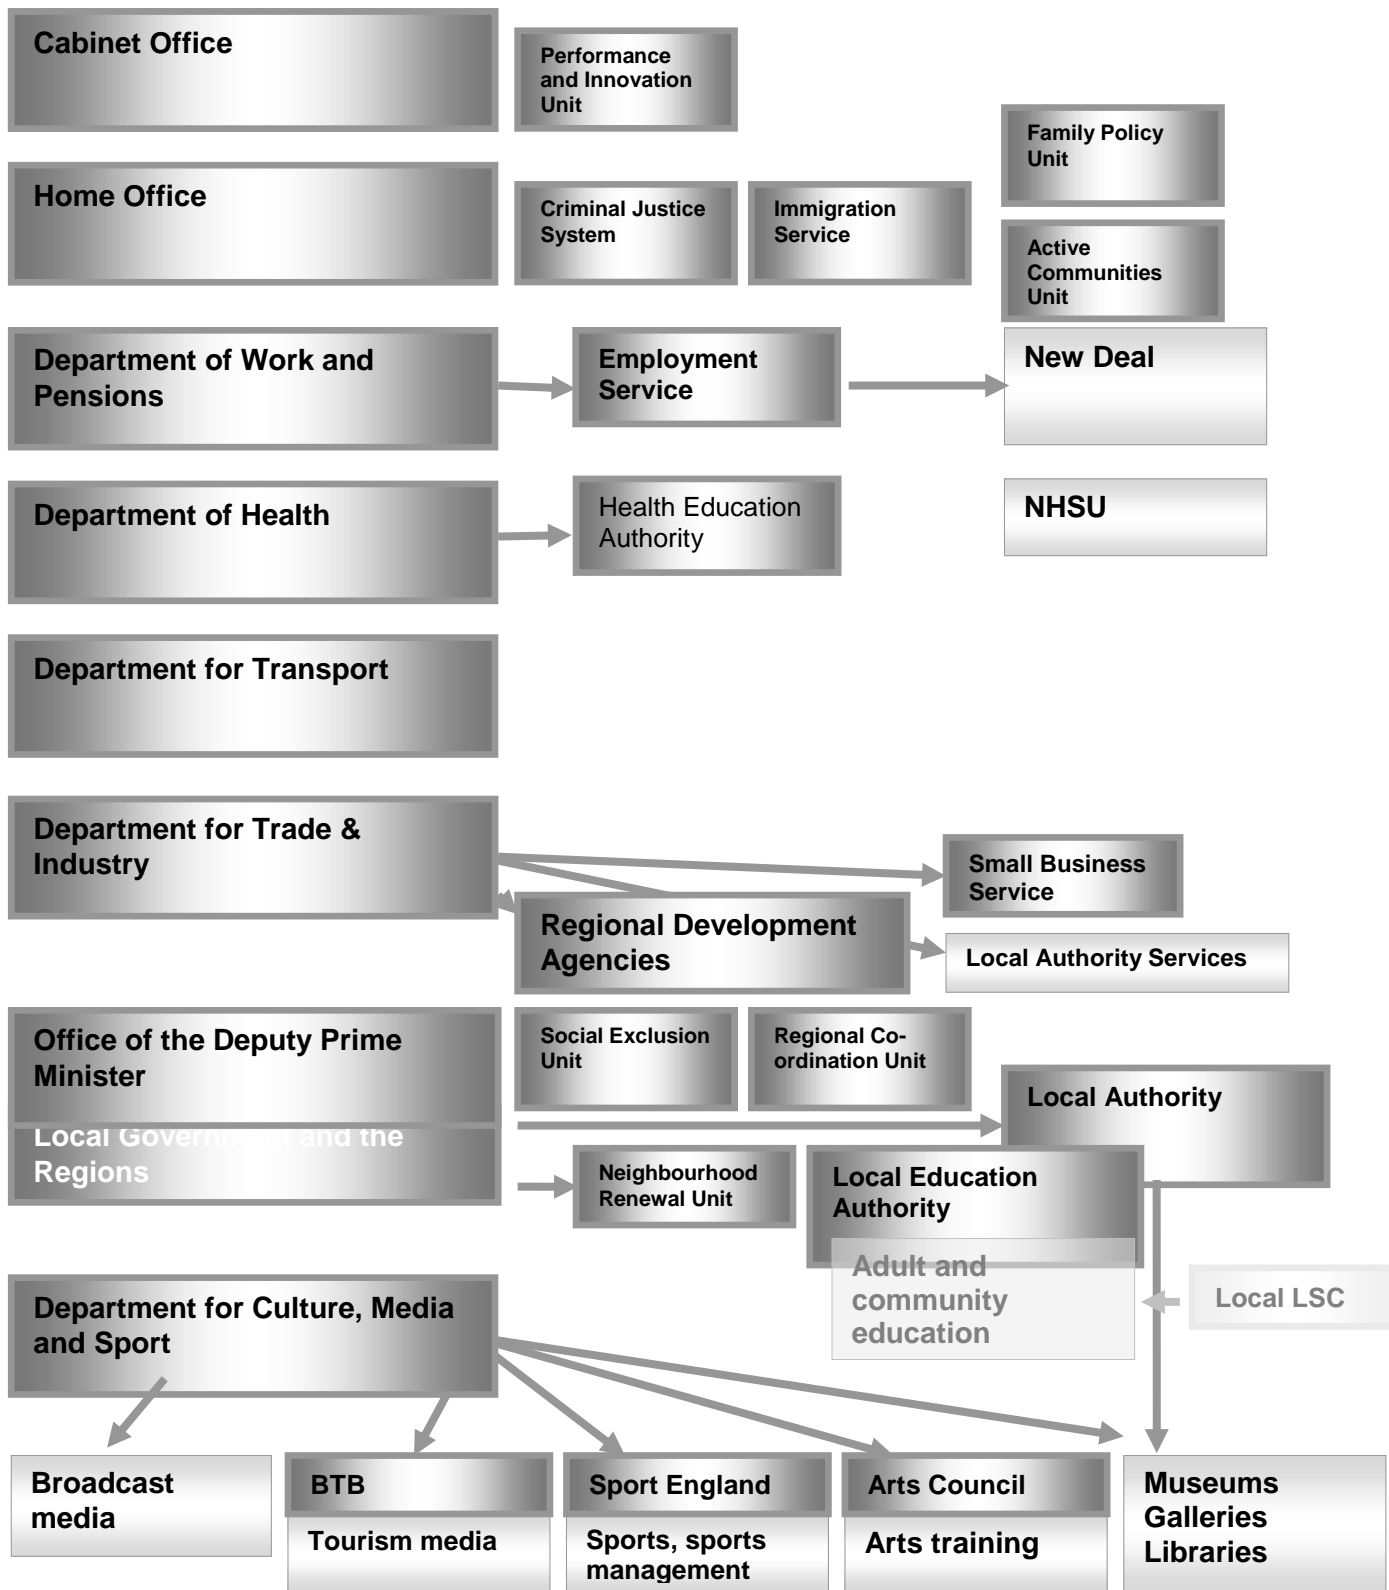 Cabinet Office
Performance
and Innovation
Unit
Family Policy
Unit
Home Office
Criminal Justice
System
Immigration
Service
Active
Communities
Unit
Department of Work and
Pensions
Employment
Service
New Deal
Department of Health
Health Education
Authority
NHSU
Department for Transport
Department for Trade &
Industry
Small Business
Service
Regional Development
Agencies
Local Authority Services
Office of the Deputy Prime
Minister
Social Exclusion
Unit
Regional Co-
ordination Unit
Local Authority
Local Government and the
Regions
Neighbourhood
Renewal Unit
Local Education
Authority
Adult and
community
education
Local LSC
Department for Culture, Media
and Sport
Broadcast
media
BTB
Tourism media
Sport England
Sports, sports
management
Arts Council
Arts training
Museums
Galleries
Libraries